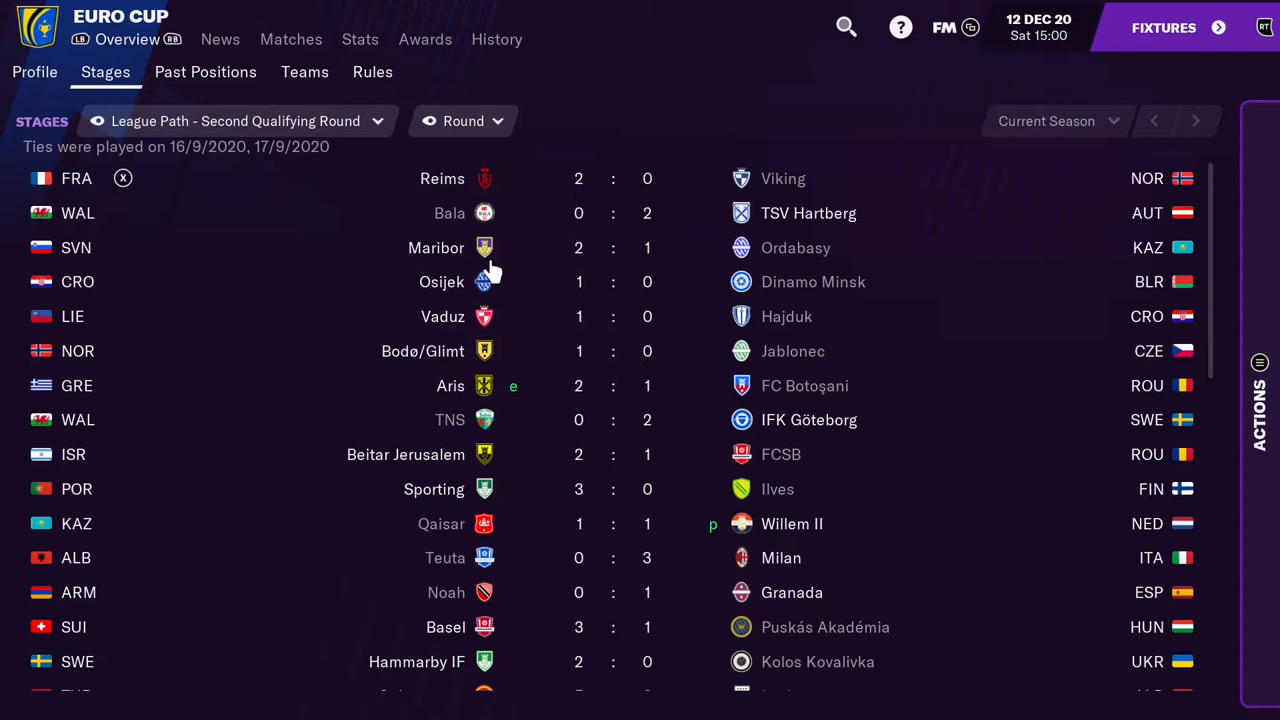 EURO CUP
LB Overview RB News Matches Stats Awards History
FM 12 DEC 20
Sat 15:00
FIXTURES RT
Profile Stages Past Positions Teams Rules
STAGES League Path - Second Qualifying Round Round Current Season
Ties were played on 16/9/2020, 17/9/2020
FRA X Reims 2 : 0 Viking NOR
WAL Bala 0 : 2 TSV Hartberg AUT
SVN Maribor 2 : 1 Ordabasy KAZ
CRO Osijek 1 : 0 Dinamo Minsk BLR
LIE Vaduz 1 : 0 Hajduk CRO
NOR Bodø/Glimt 1 : 0 Jablonec CZE
GRE Aris e 2 : 1 FC Botoşani ROU
WAL TNS 0 : 2 IFK Göteborg SWE
ISR Beitar Jerusalem 2 : 1 FCSB ROU
POR Sporting 3 : 0 Ilves FIN
KAZ Qaisar 1 : 1 p Willem II NED
ALB Teuta 0 : 3 Milan ITA
ARM Noah 0 : 1 Granada ESP
SUI Basel 3 : 1 Puskás Akadémia HUN
SWE Hammarby IF 2 : 0 Kolos Kovalivka UKR
ACTIONS